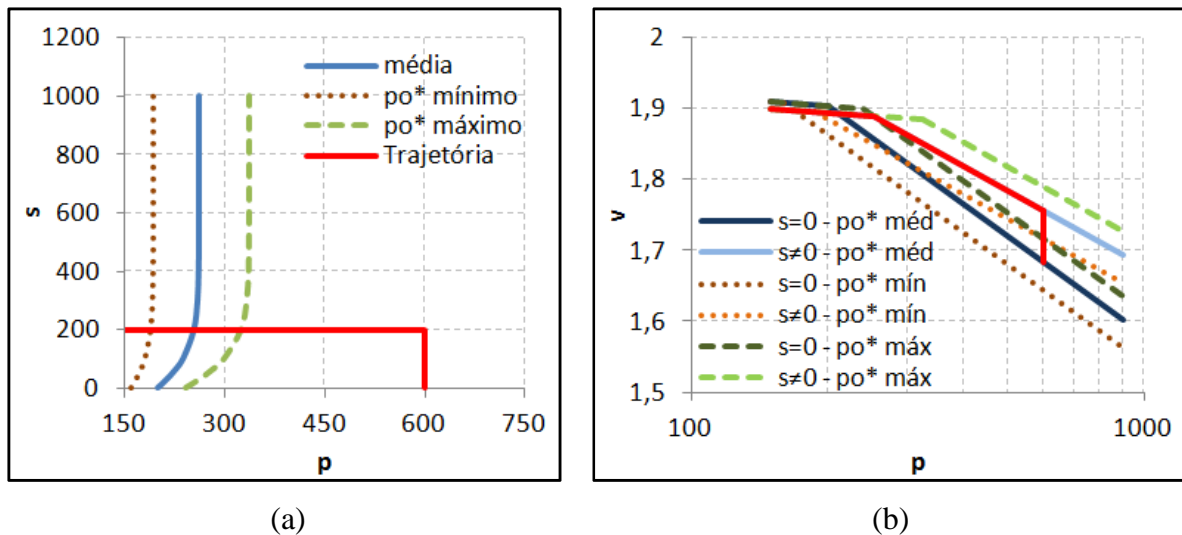 1200
1000
800
600
400
200
0
s
150
300
450
600
750
p
média
po* mínimo
po* máximo
Trajetória
(a)
2
1,9
1,8
1,7
1,6
1,5
v
100
1000
p
s=0 - po* méd
s≠0 - po* méd
s=0 - po* mín
s≠0 - po* mín
s=0 - po* máx
s≠0 - po* máx
(b)